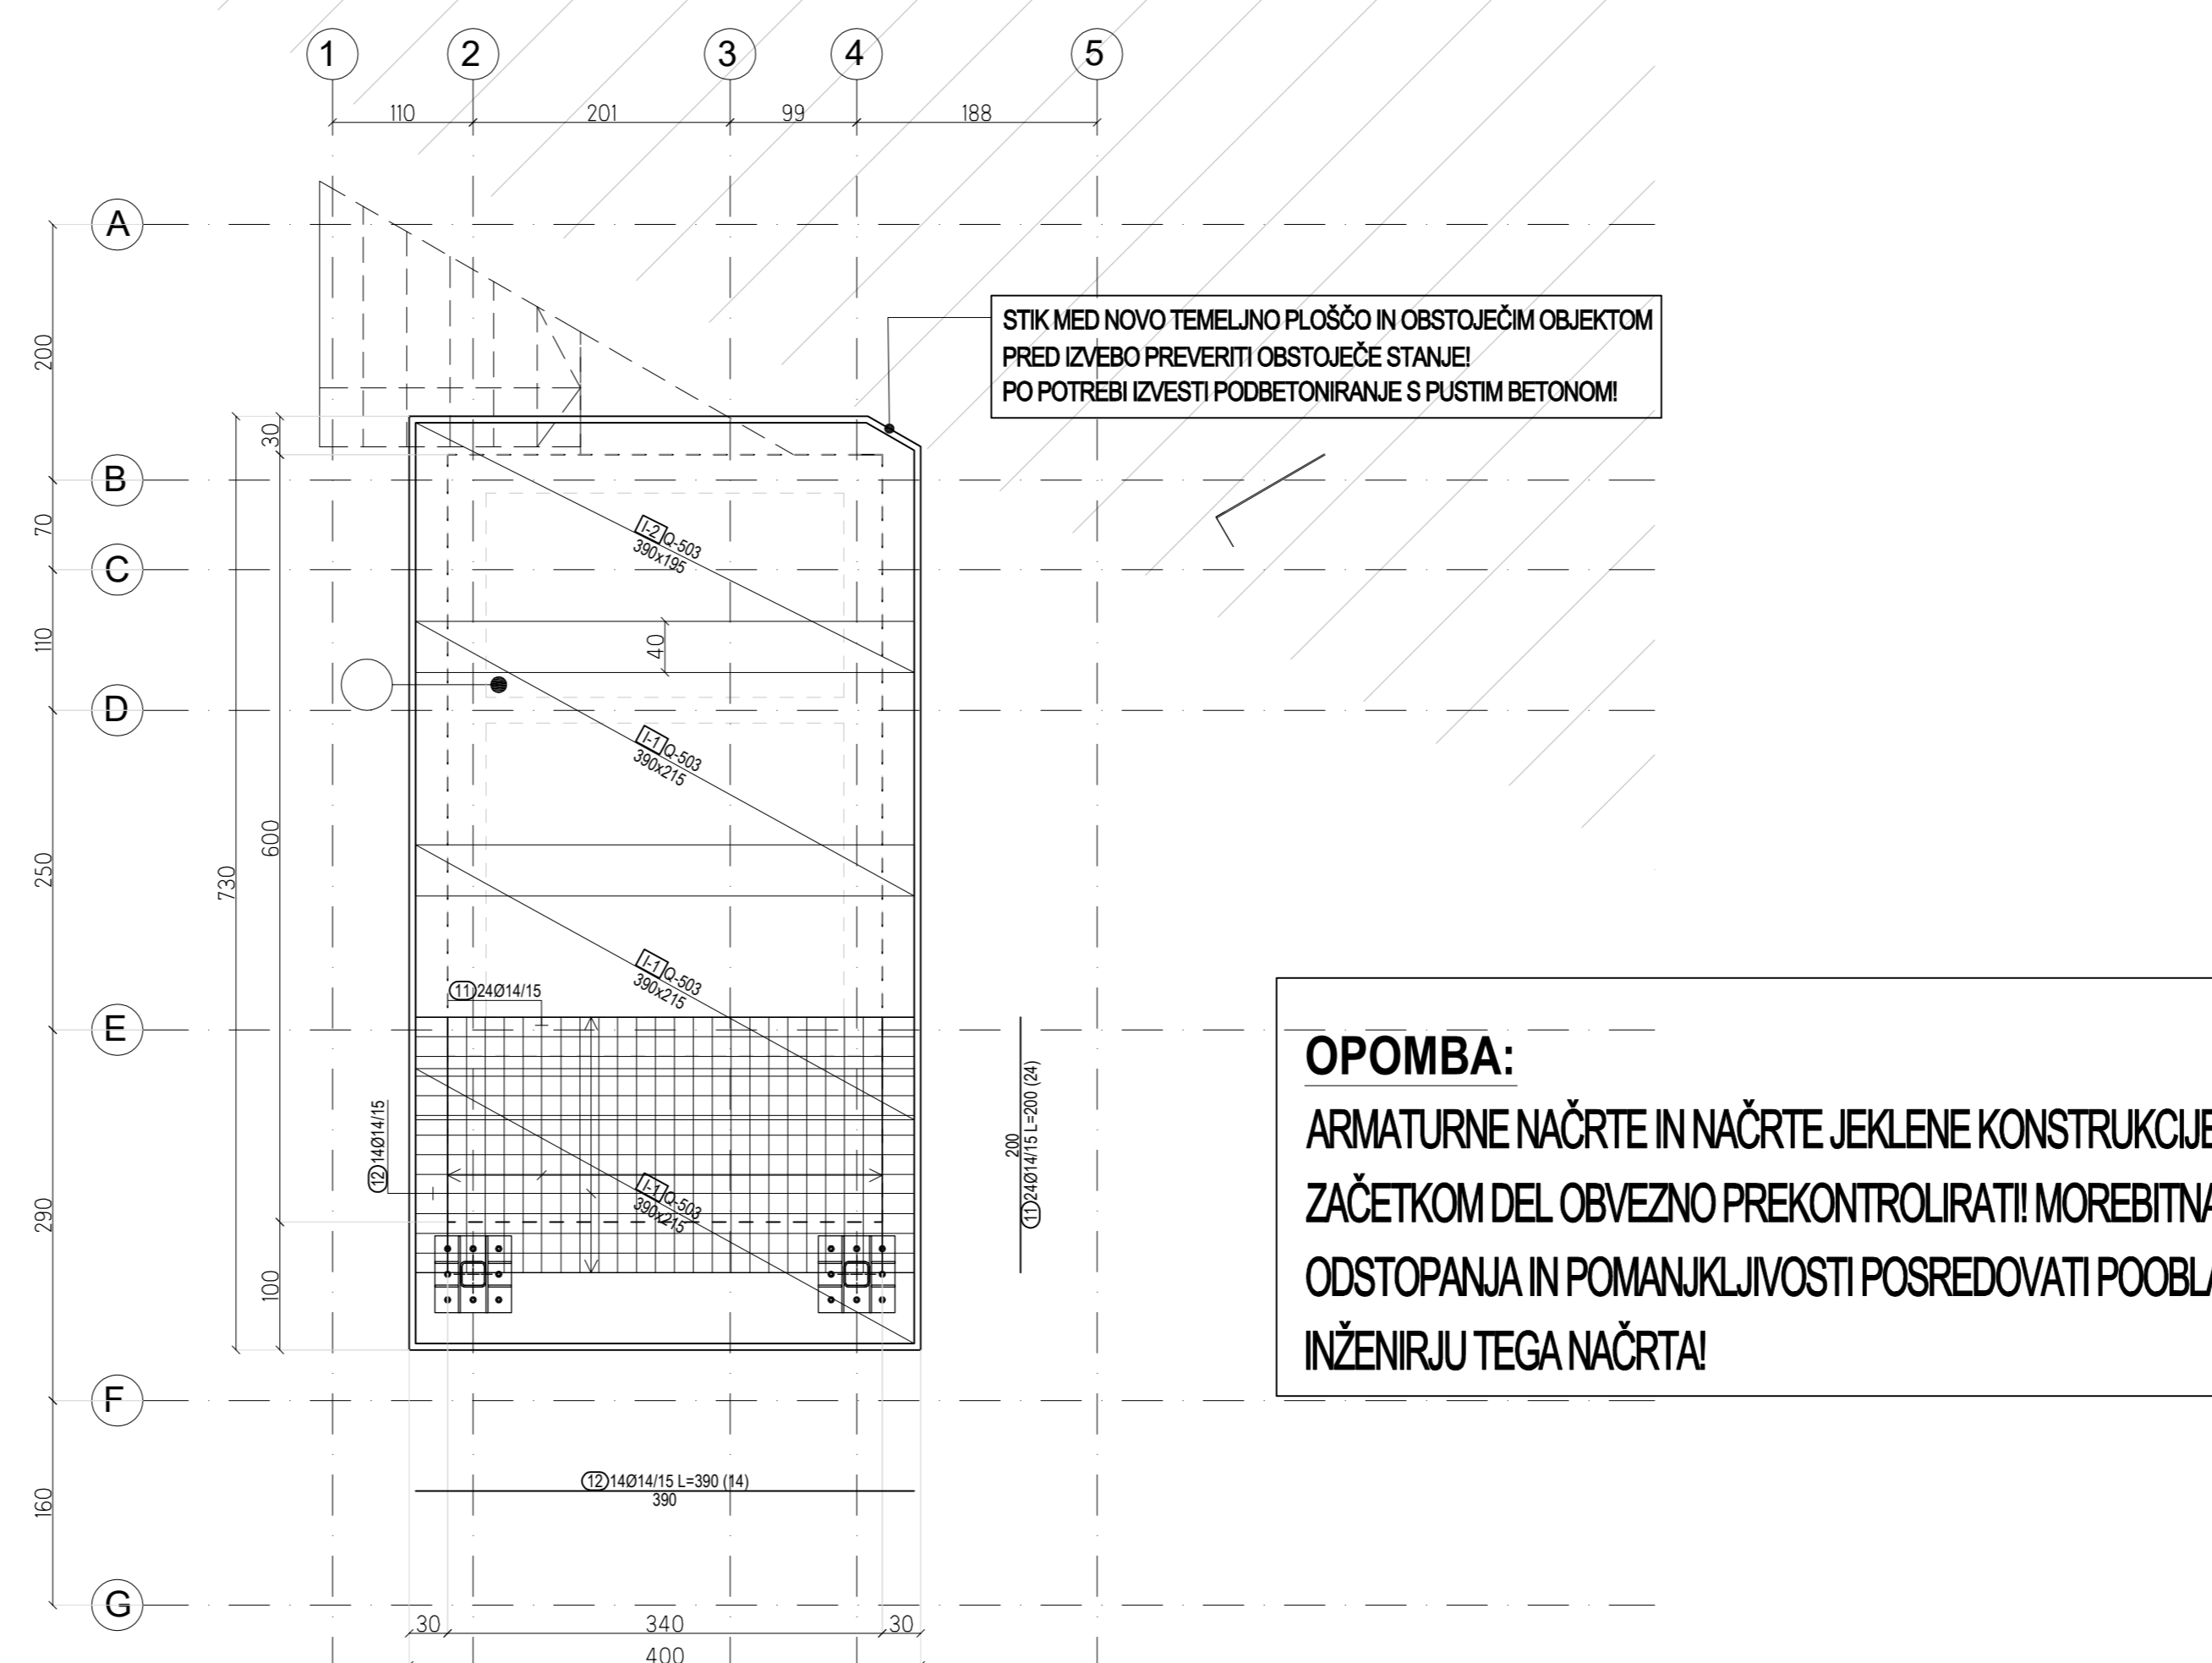 1 2 3 4 5
110 201 99 188
A
200
STIK MED NOVO TEMELJNO PLOŠČO IN OBSTOJEČIM OBJEKTOM
PRED IZVEBO PREVERITI OBSTOJEČE STANJE!
PO POTREBI IZVESTI PODBETONIRANJE S PUSTIM BETONOM!
30
B
70
I-2 Q-503
390x195
C
110
40
D
I-1 Q-503
390x215
600
730
250
I-1 Q-503
390x215
11 24Ø14/15
E
12 14Ø14/15
200
11 24Ø14/15 L=200 (24)
I-1 Q-503
390x215
290
100
OPOMBA:
ARMATURNE NAČRTE IN NAČRTE JEKLENE KONSTRUKCIJE
ZAČETKOM DEL OBVEZNO PREKONTROLIRATI! MOREBITNA
ODSTOPANJA IN POMANJKLJIVOSTI POSREDOVATI POOBLA
INŽENIRJU TEGA NAČRTA!
F
12 14Ø14/15 L=390 (14)
390
160
G
30 340 30
400